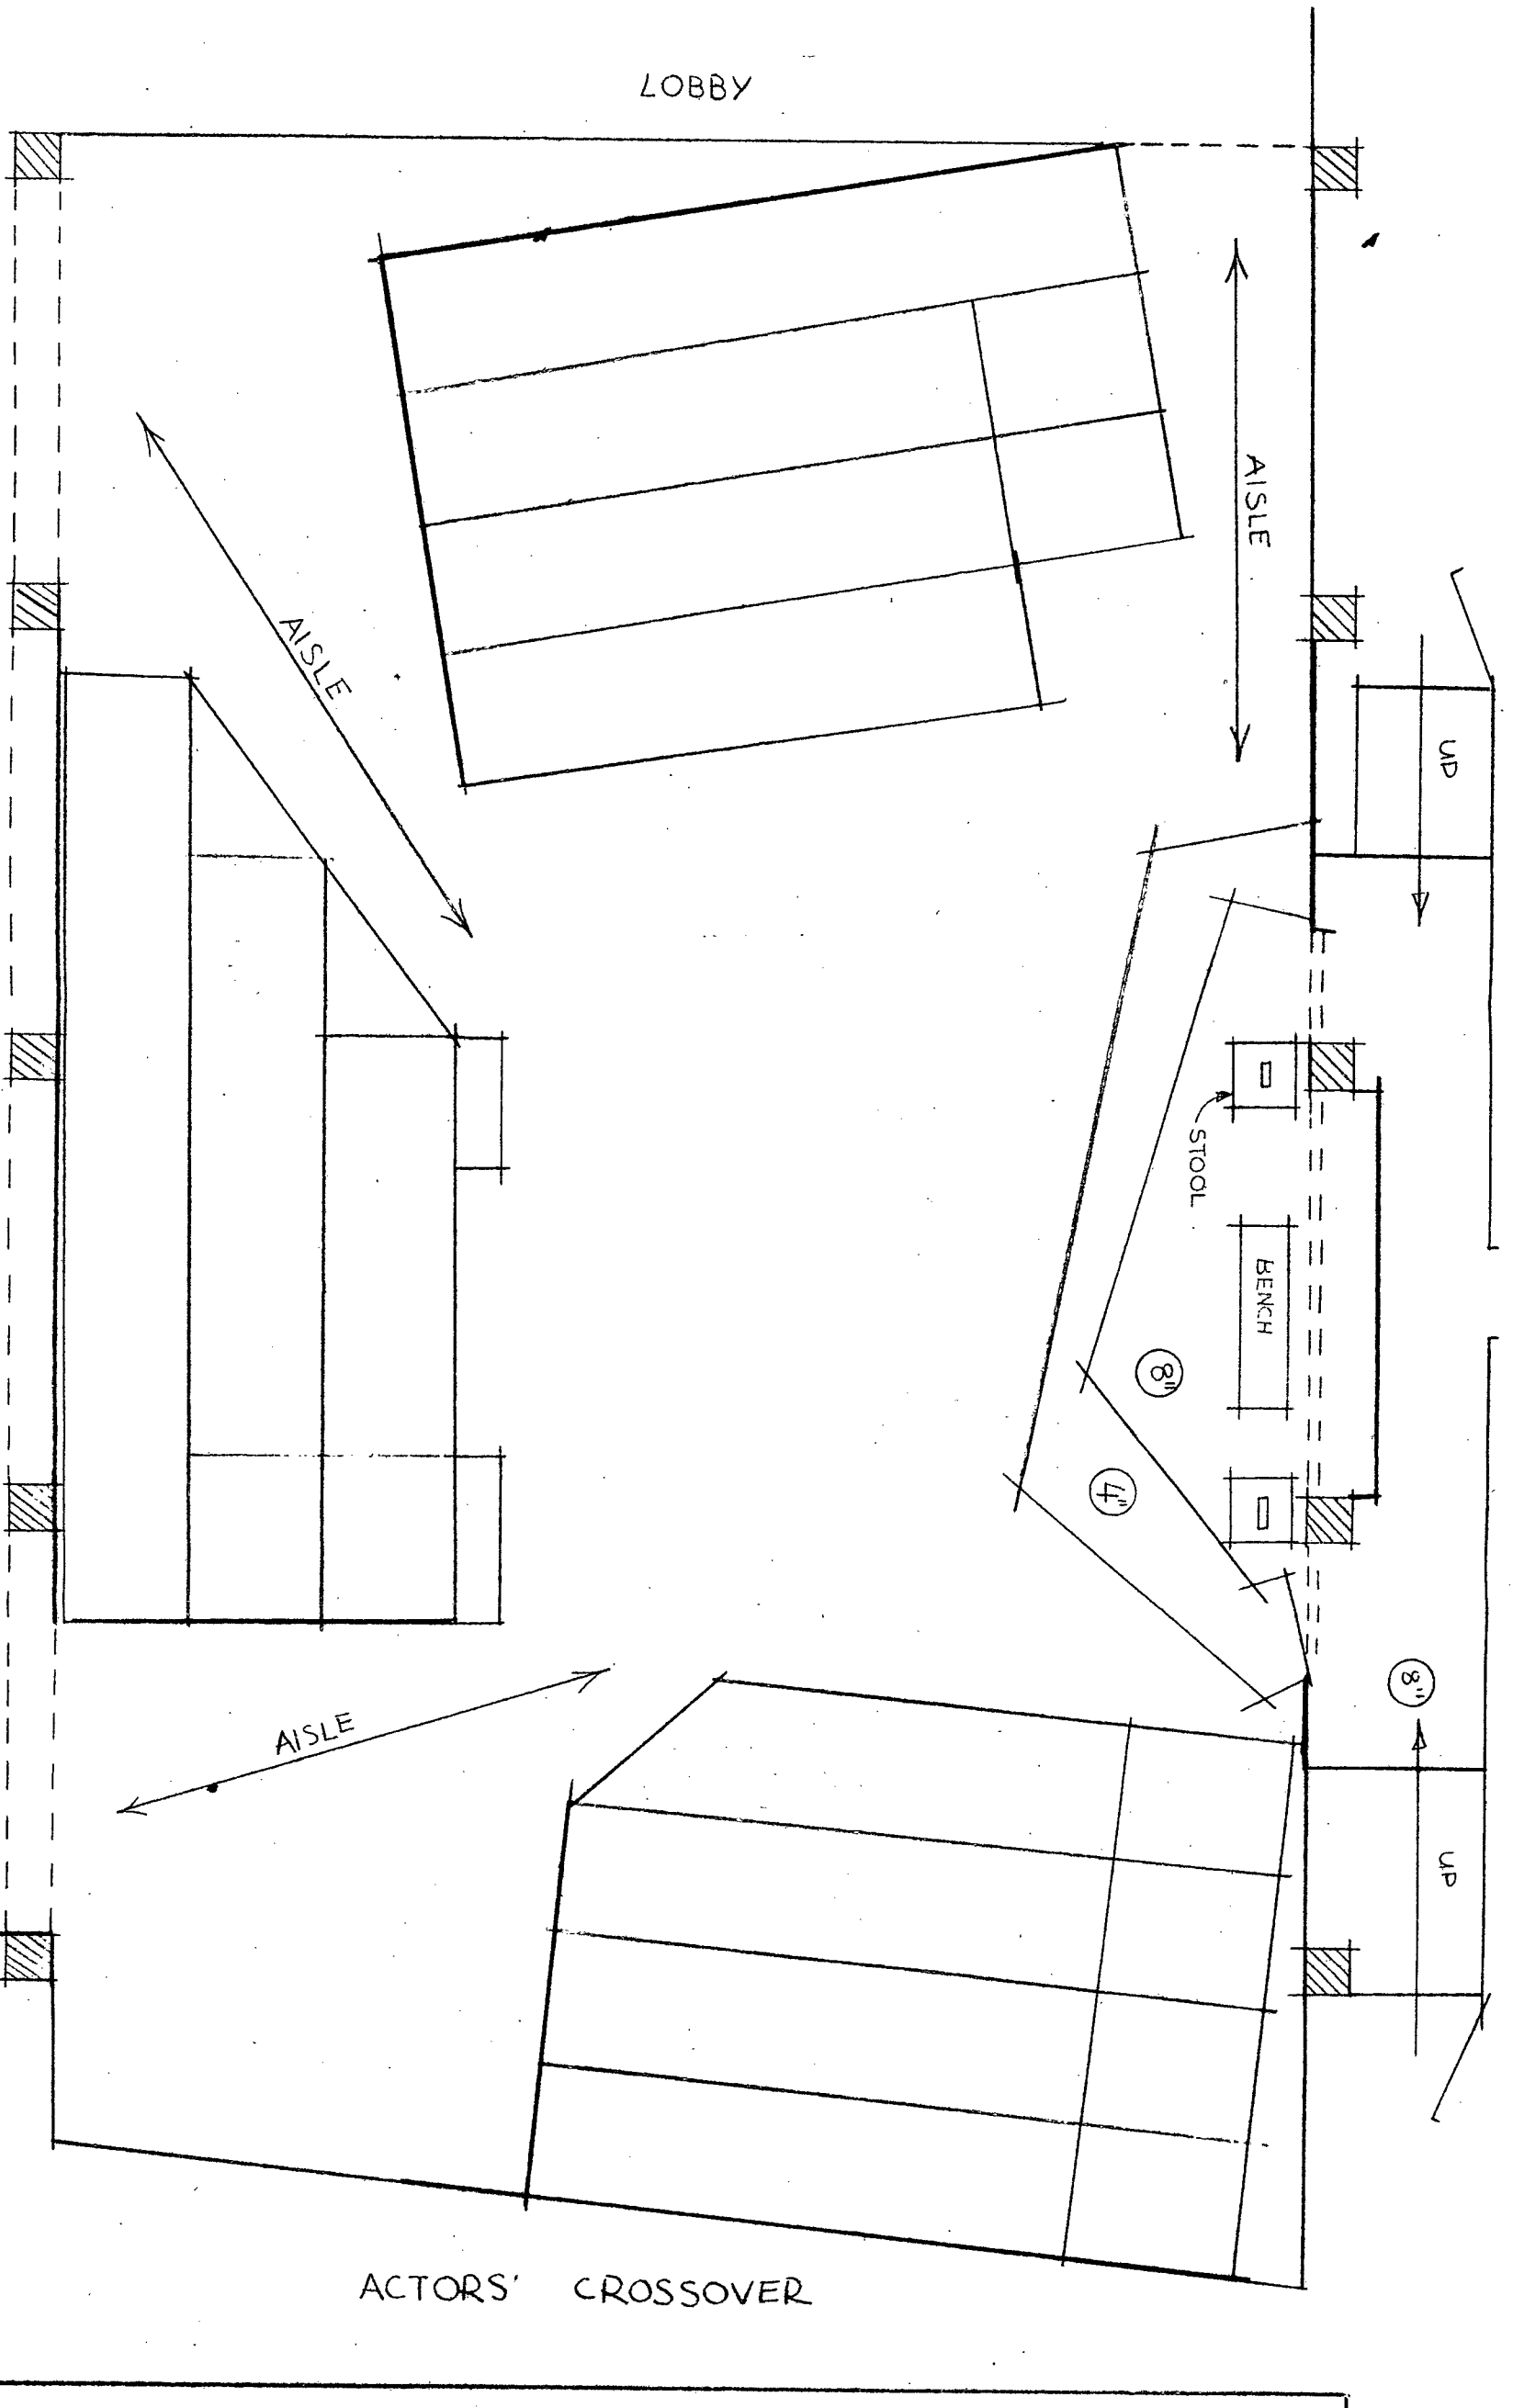 LOBBY
AISLE
AISLE
UP
STOOL
BENCH
8"
4"
8"
AISLE
UP
ACTORS' CROSSOVER